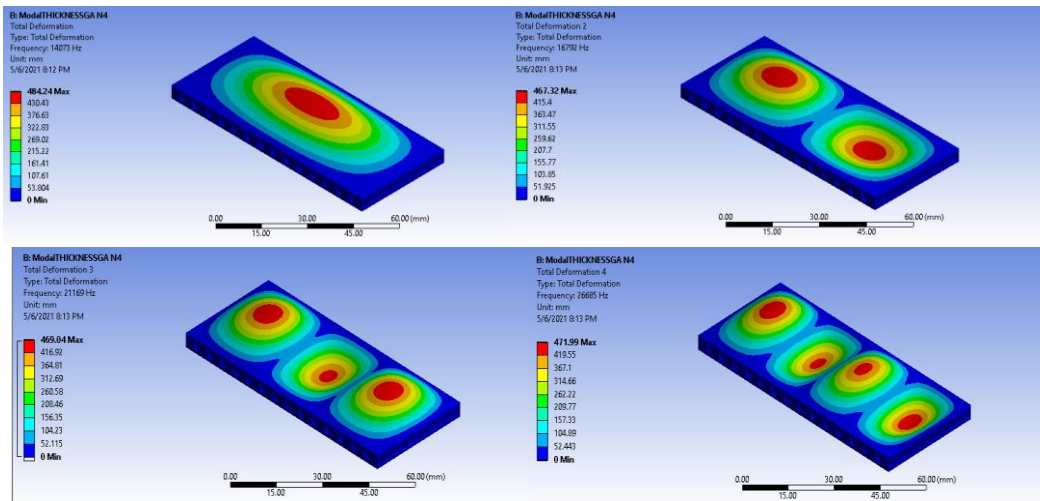 B: ModalTHICKNESSGA N4
Total Deformation
Type: Total Deformation
Frequency: 14073 Hz
Unit: mm
5/6/2021 8:12 PM
484.24 Max
430.43
376.63
322.83
269.02
215.22
161.41
107.61
53.804
0 Min
0.00 30.00 60.00 (mm)
15.00 45.00
B: ModalTHICKNESSGA N4
Total Deformation 2
Type: Total Deformation
Frequency: 16792 Hz
Unit: mm
5/6/2021 8:13 PM
467.32 Max
415.4
363.47
311.55
259.62
207.7
155.77
103.85
51.925
0 Min
0.00 30.00 60.00 (mm)
15.00 45.00
B: ModalTHICKNESSGA N4
Total Deformation 3
Type: Total Deformation
Frequency: 21169 Hz
Unit: mm
5/6/2021 8:13 PM
469.04 Max
416.92
364.81
312.69
260.58
208.46
156.35
104.23
52.115
0 Min
0.00 30.00 60.00 (mm)
15.00 45.00
B: ModalTHICKNESSGA N4
Total Deformation 4
Type: Total Deformation
Frequency: 26685 Hz
Unit: mm
5/6/2021 8:13 PM
471.99 Max
419.55
367.1
314.66
262.22
209.77
157.33
104.89
52.443
0 Min
0.00 30.00 60.00 (mm)
15.00 45.00